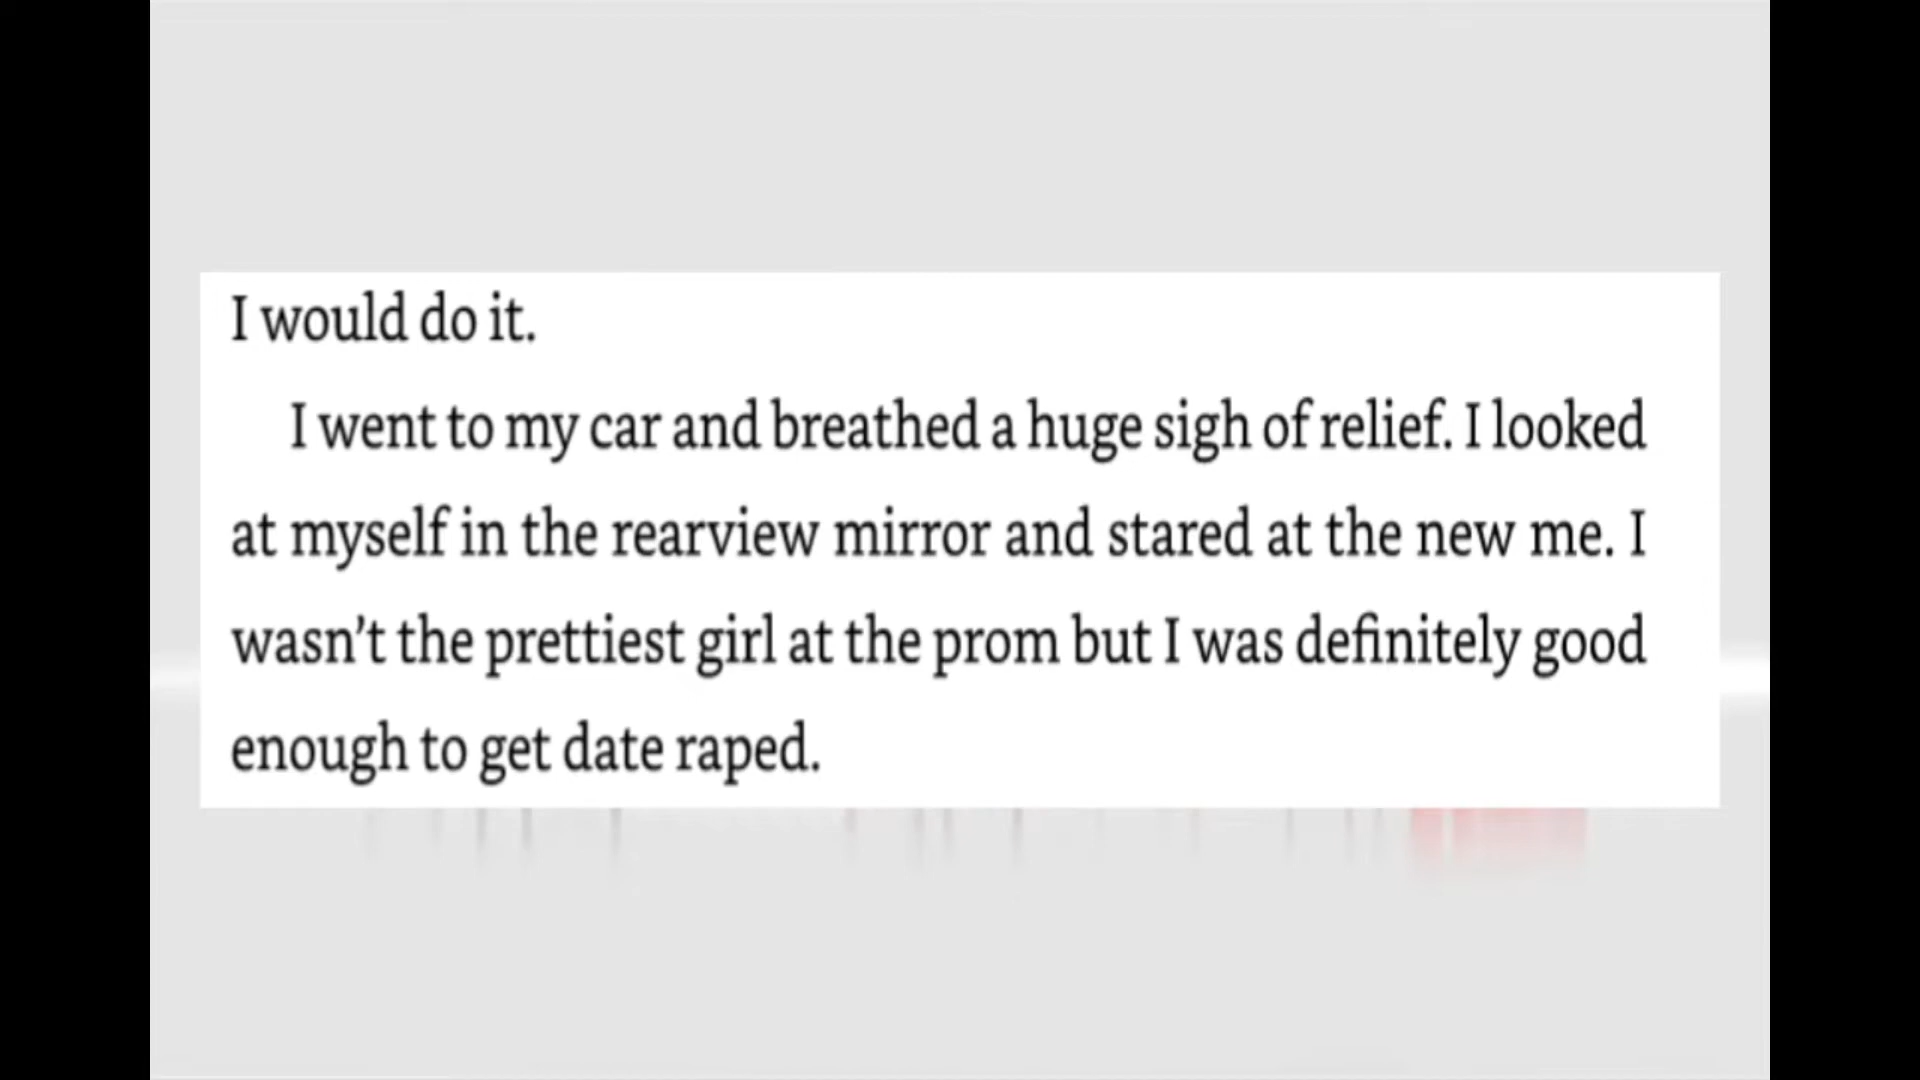 I would do it.
I went to my car and breathed a huge sigh of relief. I looked
at myself in the rearview mirror and stared at the new me. I
wasn’t the prettiest girl at the prom but I was definitely good
enough to get date raped.